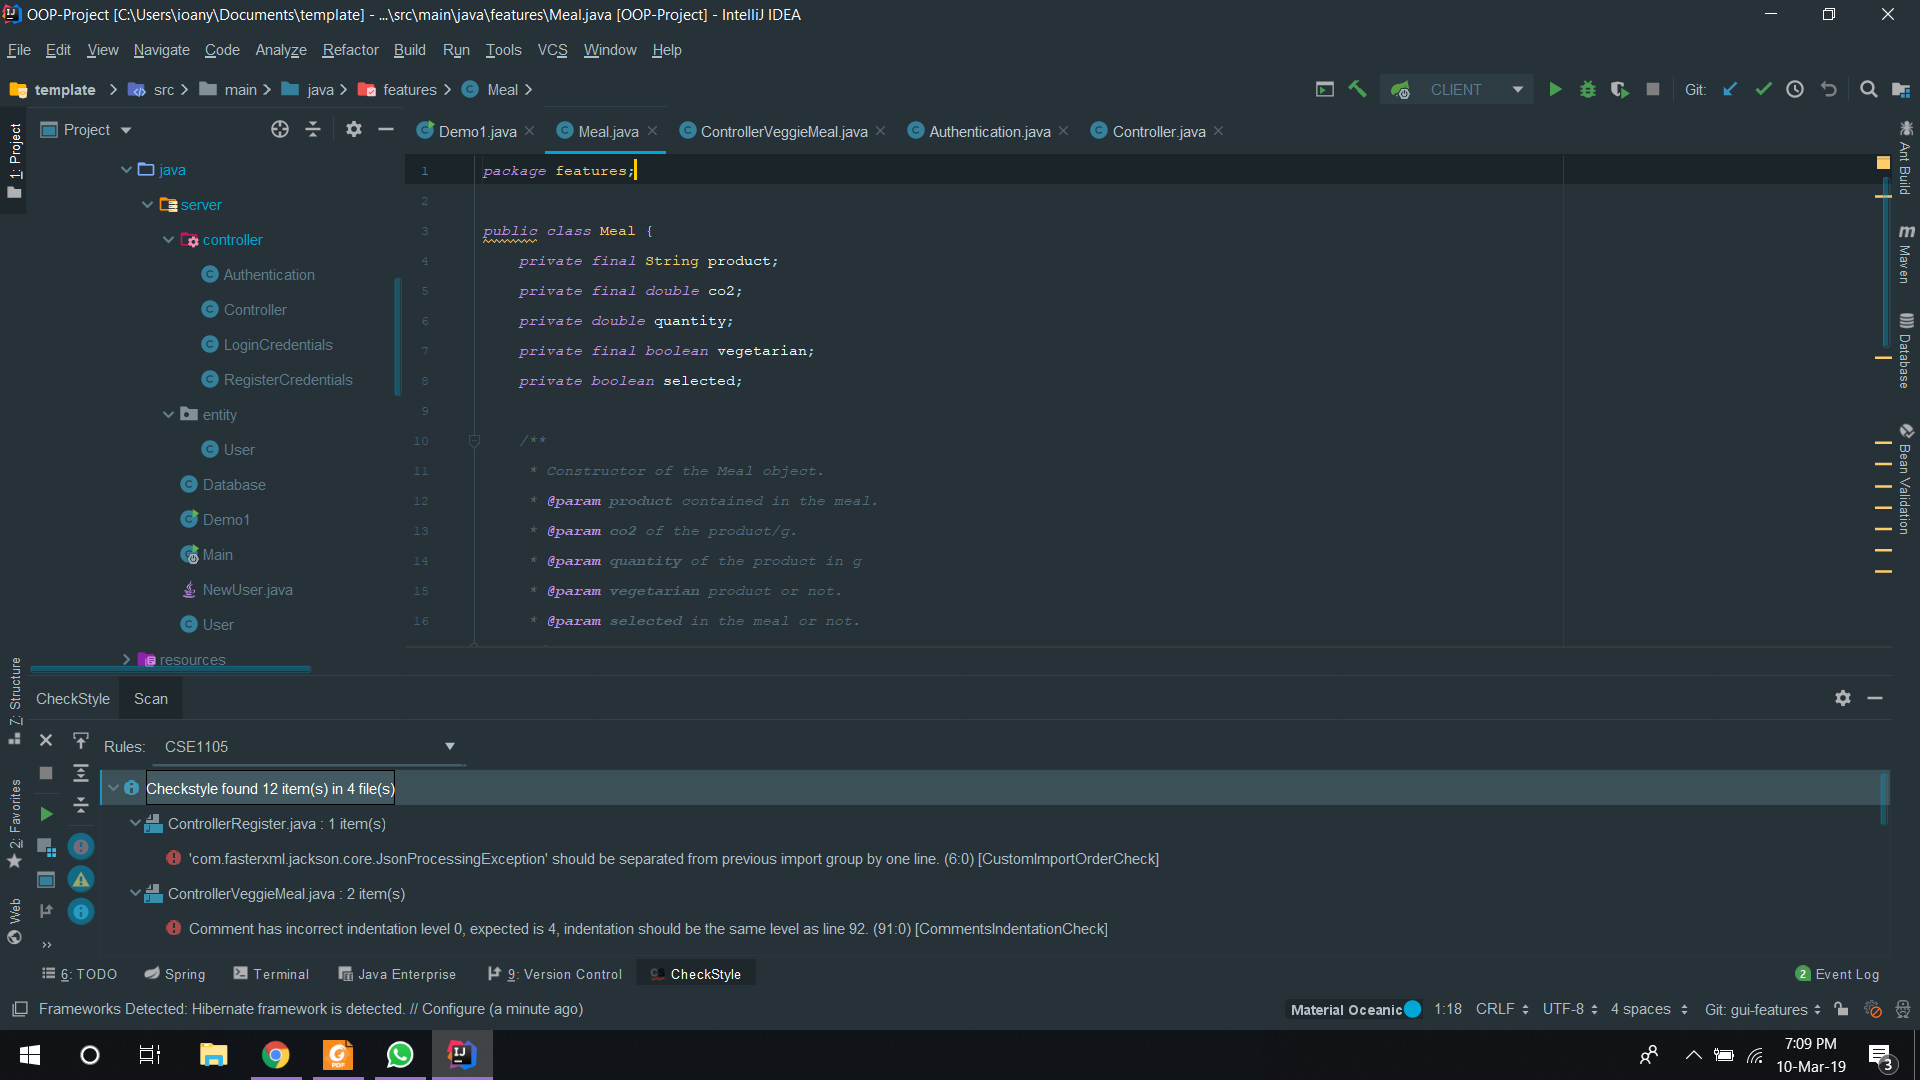 OOP-Project [C:\Users\ioany\Documents\template] - ...\src\main\java\features\Meal.java [OOP-Project] - IntelliJ IDEA
File Edit View Navigate Code Analyze Refactor Build Run Tools VCS Window Help
template src main java features Meal CLIENT Git:
1: Project
Project
Demo1.java Meal.java ControllerVeggieMeal.java Authentication.java Controller.java
java
server
controller
Authentication
Controller
LoginCredentials
RegisterCredentials
entity
User
Database
Demo1
Main
NewUser.java
User
resources
1 package features;
2
3 public class Meal {
4 private final String product;
5 private final double co2;
6 private double quantity;
7 private final boolean vegetarian;
8 private boolean selected;
9
10 /**
11 * Constructor of the Meal object.
12 * @param product contained in the meal.
13 * @param co2 of the product/g.
14 * @param quantity of the product in g
15 * @param vegetarian product or not.
16 * @param selected in the meal or not.
Ant Build
Maven
Database
Bean Validation
7: Structure
2: Favorites
Web
CheckStyle Scan
Rules: CSE1105
Checkstyle found 12 item(s) in 4 file(s)
ControllerRegister.java : 1 item(s)
'com.fasterxml.jackson.core.JsonProcessingException' should be separated from previous import group by one line. (6:0) [CustomImportOrderCheck]
ControllerVeggieMeal.java : 2 item(s)
Comment has incorrect indentation level 0, expected is 4, indentation should be the same level as line 92. (91:0) [CommentsIndentationCheck]
6: TODO Spring Terminal Java Enterprise 9: Version Control CheckStyle 2 Event Log
Frameworks Detected: Hibernate framework is detected. // Configure (a minute ago) Material Oceanic 1:18 CRLF UTF-8 4 spaces Git: gui-features
7:09 PM
10-Mar-19
3